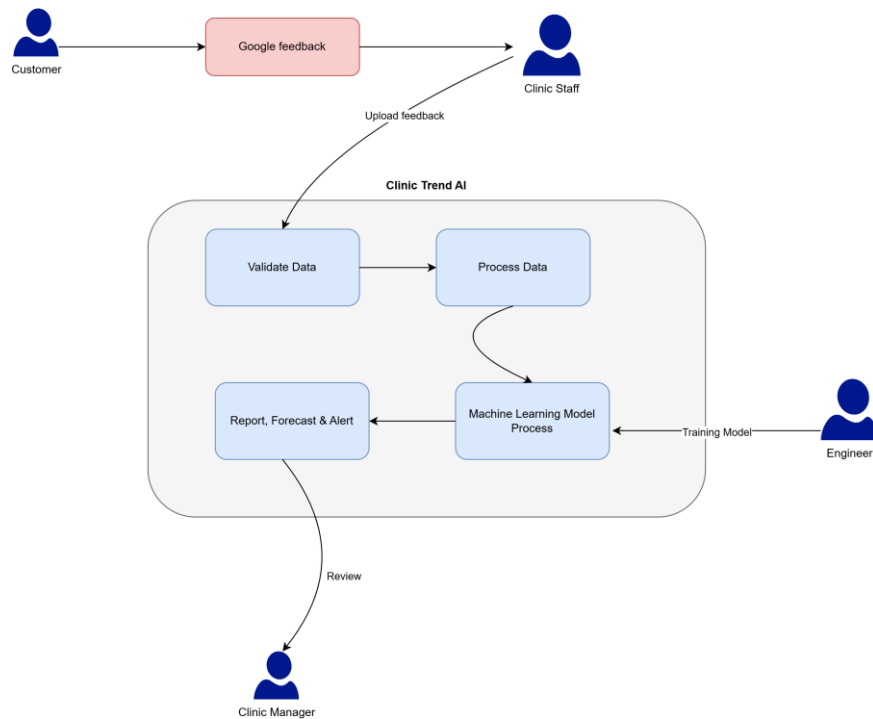 Google feedback
Customer
Clinic Staff
Upload feedback
Clinic Trend AI
Validate Data
Process Data
Report, Forecast & Alert
Machine Learning Model
Process
Training Model
Engineer
Review
Clinic Manager